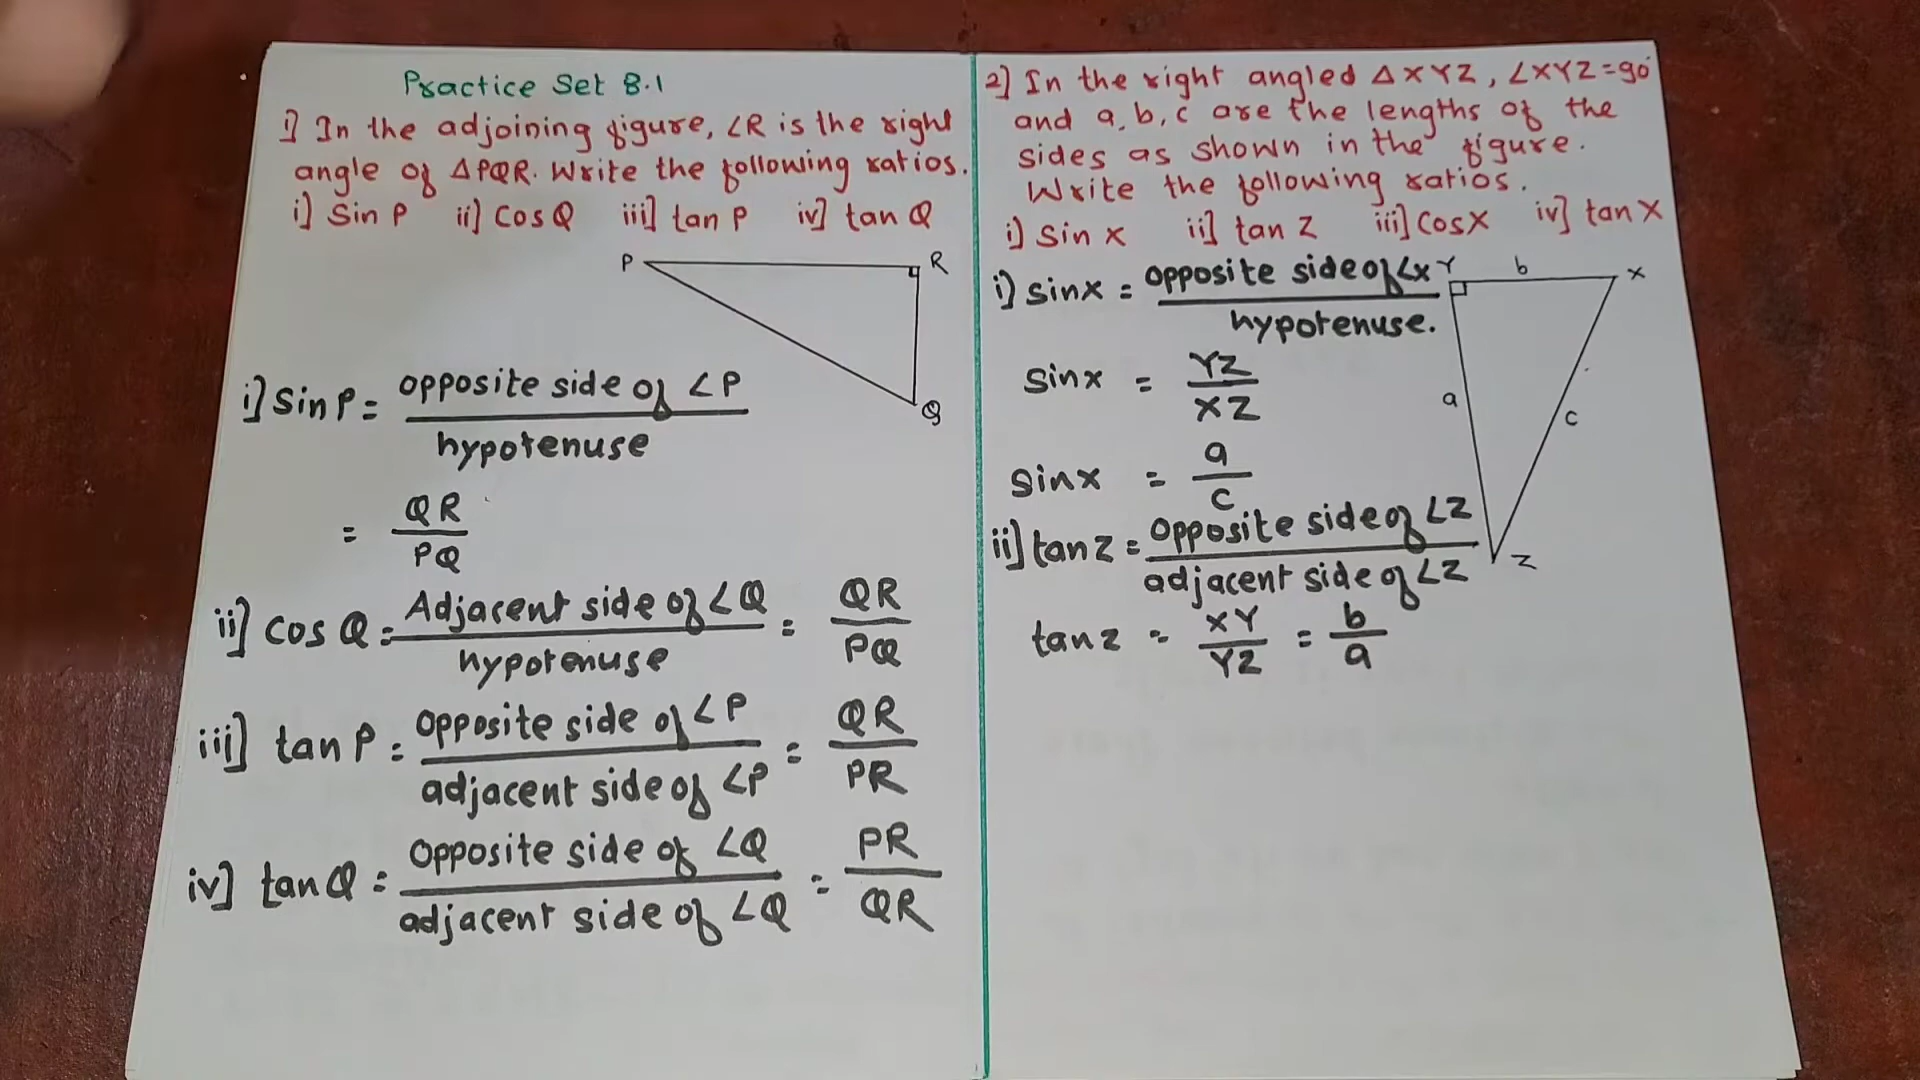 Practice Set 8.1
1] In the adjoining figure, ∠R is the right
angle of △PQR. Write the following ratios.
i] Sin P ii] Cos Q iii] tan P iv] tan Q
P R
Q
i] Sin P = opposite side of ∠P
hypotenuse
= QR
PQ
ii] cos Q = Adjacent side of ∠Q = QR
hypotenuse PQ
iii] tan P = opposite side of ∠P = QR
adjacent side of ∠P PR
iv] tan Q = opposite side of ∠Q = PR
adjacent side of ∠Q QR
2] In the right angled △XYZ, ∠XYZ=90°
and a, b, c are the lengths of the
sides as shown in the figure.
Write the following ratios.
i) Sin x ii] tan Z iii] Cos X iv] tan X
i) sin x = opposite side of ∠x
hypotenuse.
Y b X
sin x = YZ
XZ
a c
sin x = a
c
ii] tan z = opposite side of ∠Z
adjacent side of ∠Z
Z
tan z = XY = b
YZ a